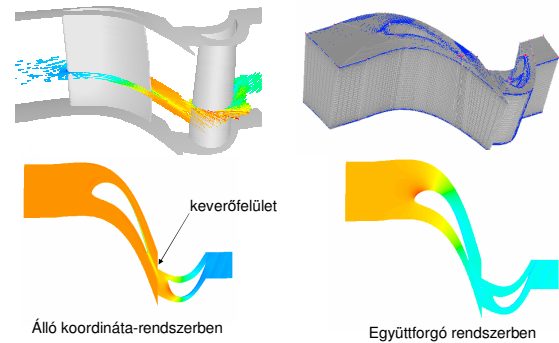 keverőfelület
Álló koordináta-rendszerben
Együttforgó rendszerben